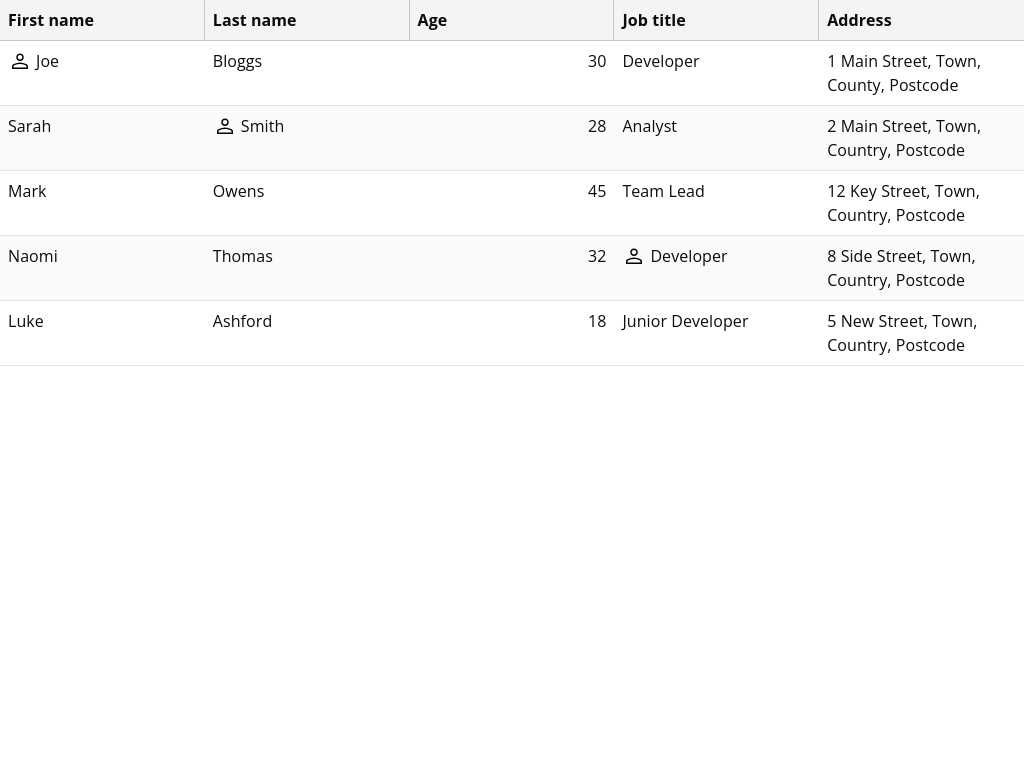 First name Last name Age Job title Address
Joe Bloggs 30 Developer 1 Main Street, Town,
County, Postcode
Sarah Smith 28 Analyst 2 Main Street, Town,
Country, Postcode
Mark Owens 45 Team Lead 12 Key Street, Town,
Country, Postcode
Naomi Thomas 32 Developer 8 Side Street, Town,
Country, Postcode
Luke Ashford 18 Junior Developer 5 New Street, Town,
Country, Postcode